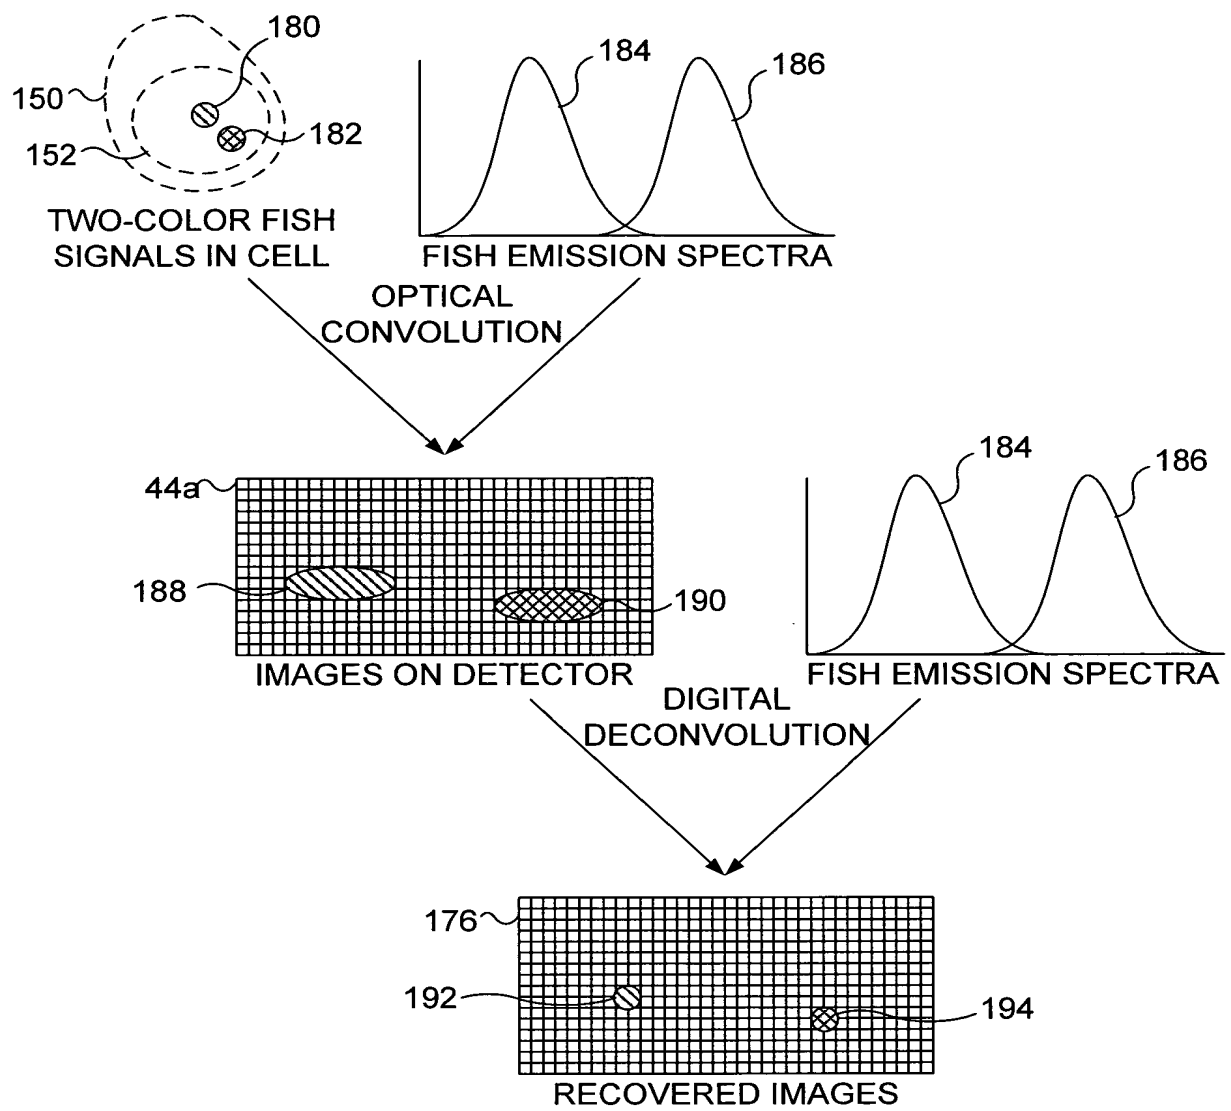 180
150
152
182
TWO-COLOR FISH
SIGNALS IN CELL
184
186
FISH EMISSION SPECTRA
OPTICAL
CONVOLUTION
44a
188
190
IMAGES ON DETECTOR
184
186
FISH EMISSION SPECTRA
DIGITAL
DECONVOLUTION
176
192
194
RECOVERED IMAGES